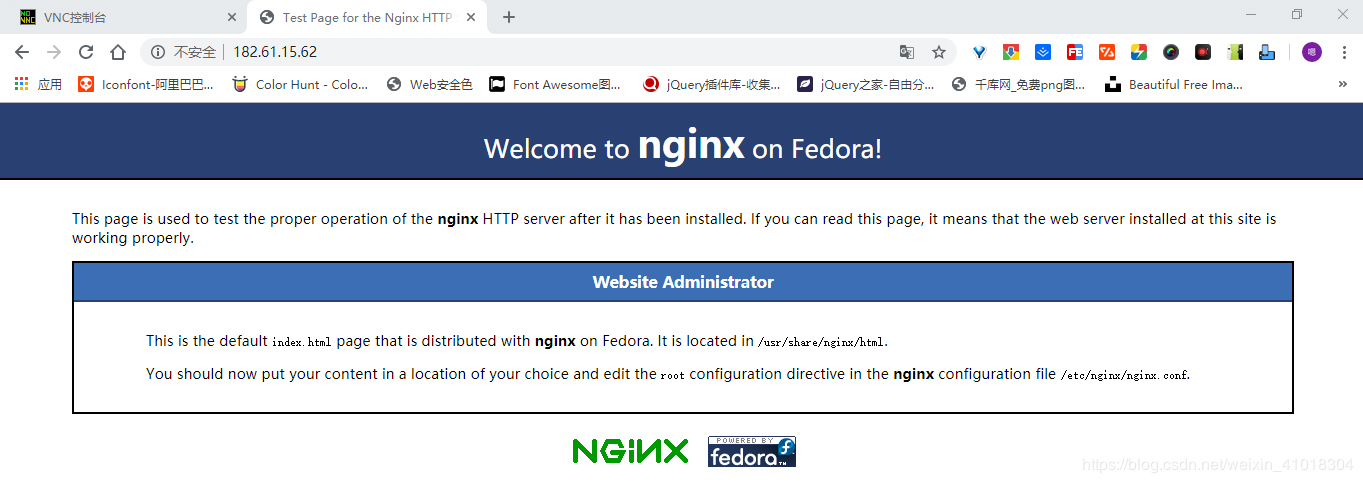 NO VNC VNC控制台
Test Page for the Nginx HTTP
不安全 182.61.15.62
FE
应用 Iconfont-阿里巴巴... Color Hunt - Colo... Web安全色 Font Awesome图... jQuery插件库-收集... jQuery之家-自由分... 千库网_免费png图... Beautiful Free Ima... »
Welcome to nginx on Fedora!
This page is used to test the proper operation of the nginx HTTP server after it has been installed. If you can read this page, it means that the web server installed at this site is
working properly.
Website Administrator
This is the default index.html page that is distributed with nginx on Fedora. It is located in /usr/share/nginx/html.
You should now put your content in a location of your choice and edit the root configuration directive in the nginx configuration file /etc/nginx/nginx.conf.
NGINX
POWERED BY
fedora™
https://blog.csdn.net/weixin_41018304